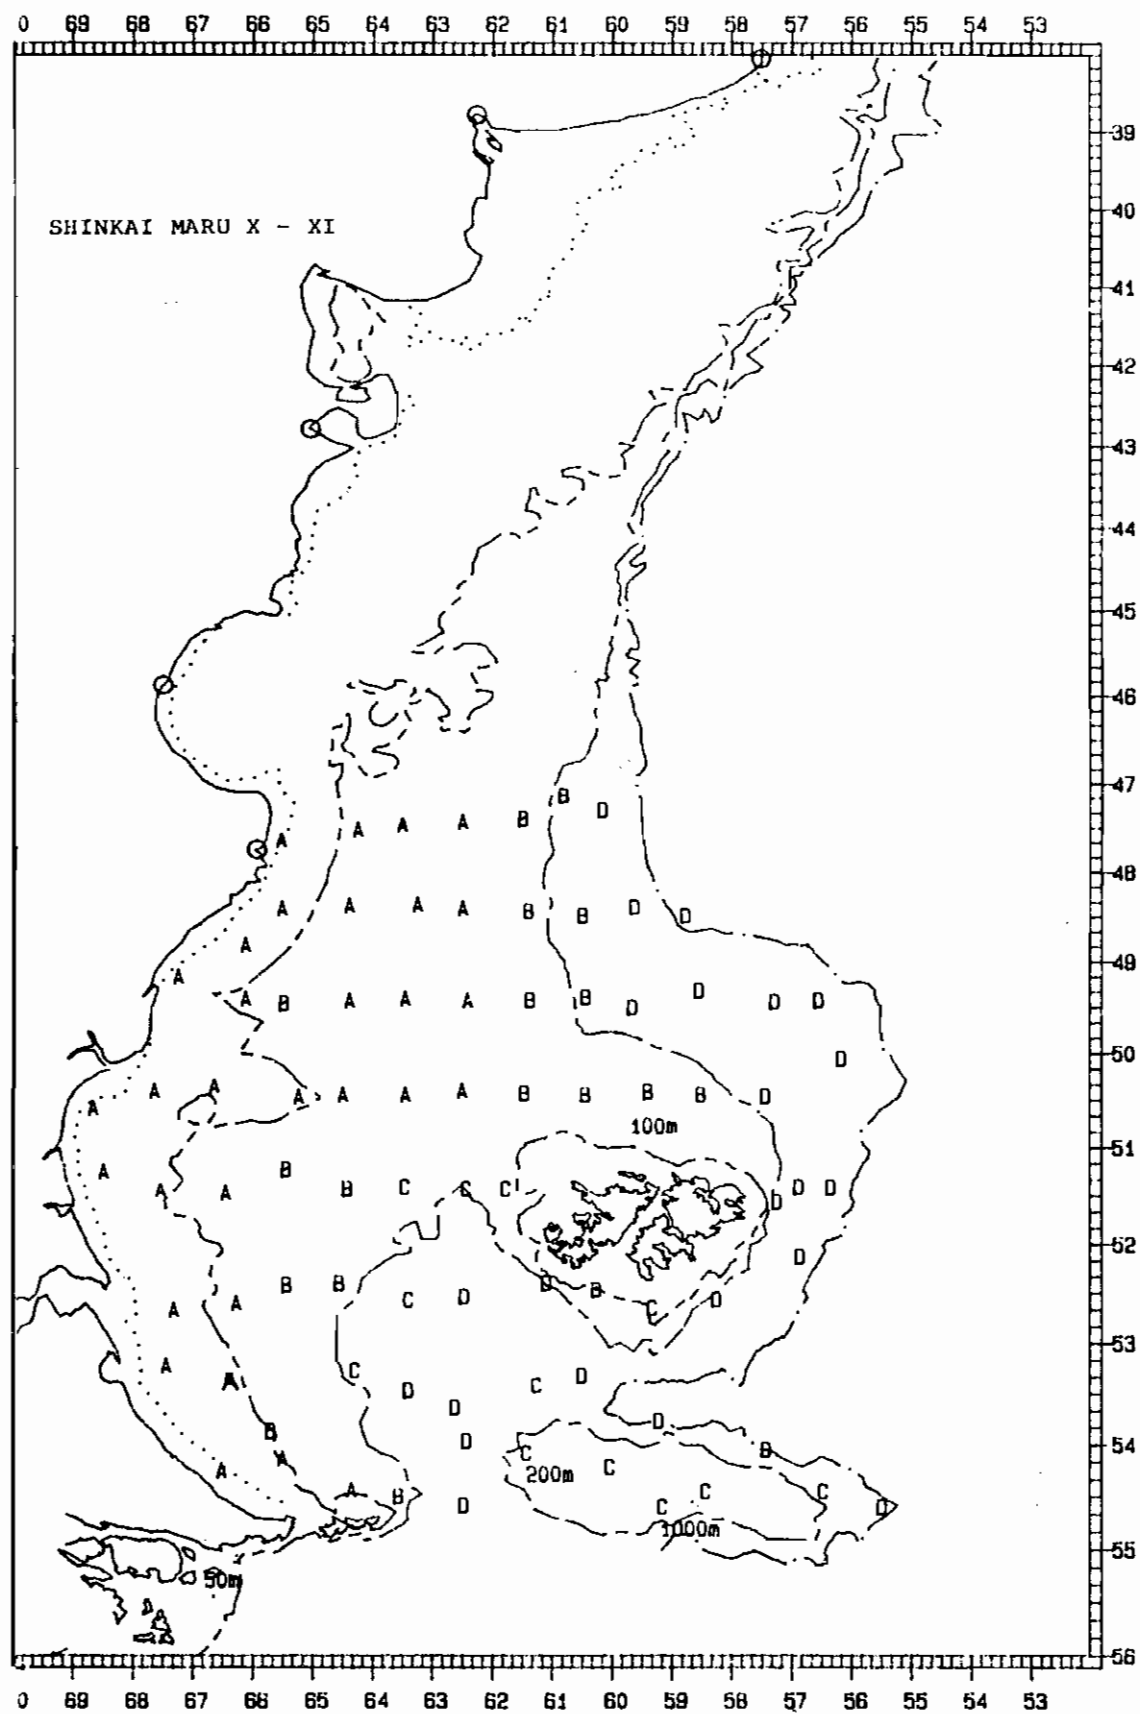 0 69 68 67 66 65 64 63 62 61 60 59 58 57 56 55 54 53
39
SHINKAI MARU X - XI
40
41
42
43
44
45
46
47
B
A A A A B D
48
A A A A B B D D
A
49
A
A B A A A B B D D D D
50
D
A A A A A A A B B B B D
100m
51
A A A B A B C C C D D D
52
D
A A B B C D D B C D
53
A A C D C D
D
B D D B
54
A A C C
200m
A B D D C C C D
1000m
55
50m
56
0 69 68 67 66 65 64 63 62 61 60 59 58 57 56 55 54 53